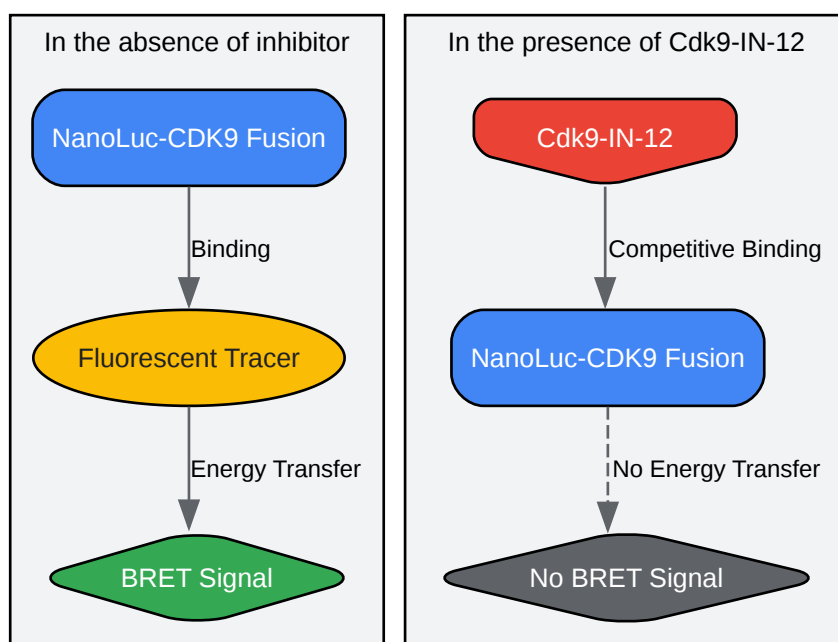 In the absence of inhibitor
NanoLuc-CDK9 Fusion
Binding
Fluorescent Tracer
Energy Transfer
BRET Signal
In the presence of Cdk9-IN-12
Cdk9-IN-12
Competitive Binding
NanoLuc-CDK9 Fusion
No Energy Transfer
No BRET Signal